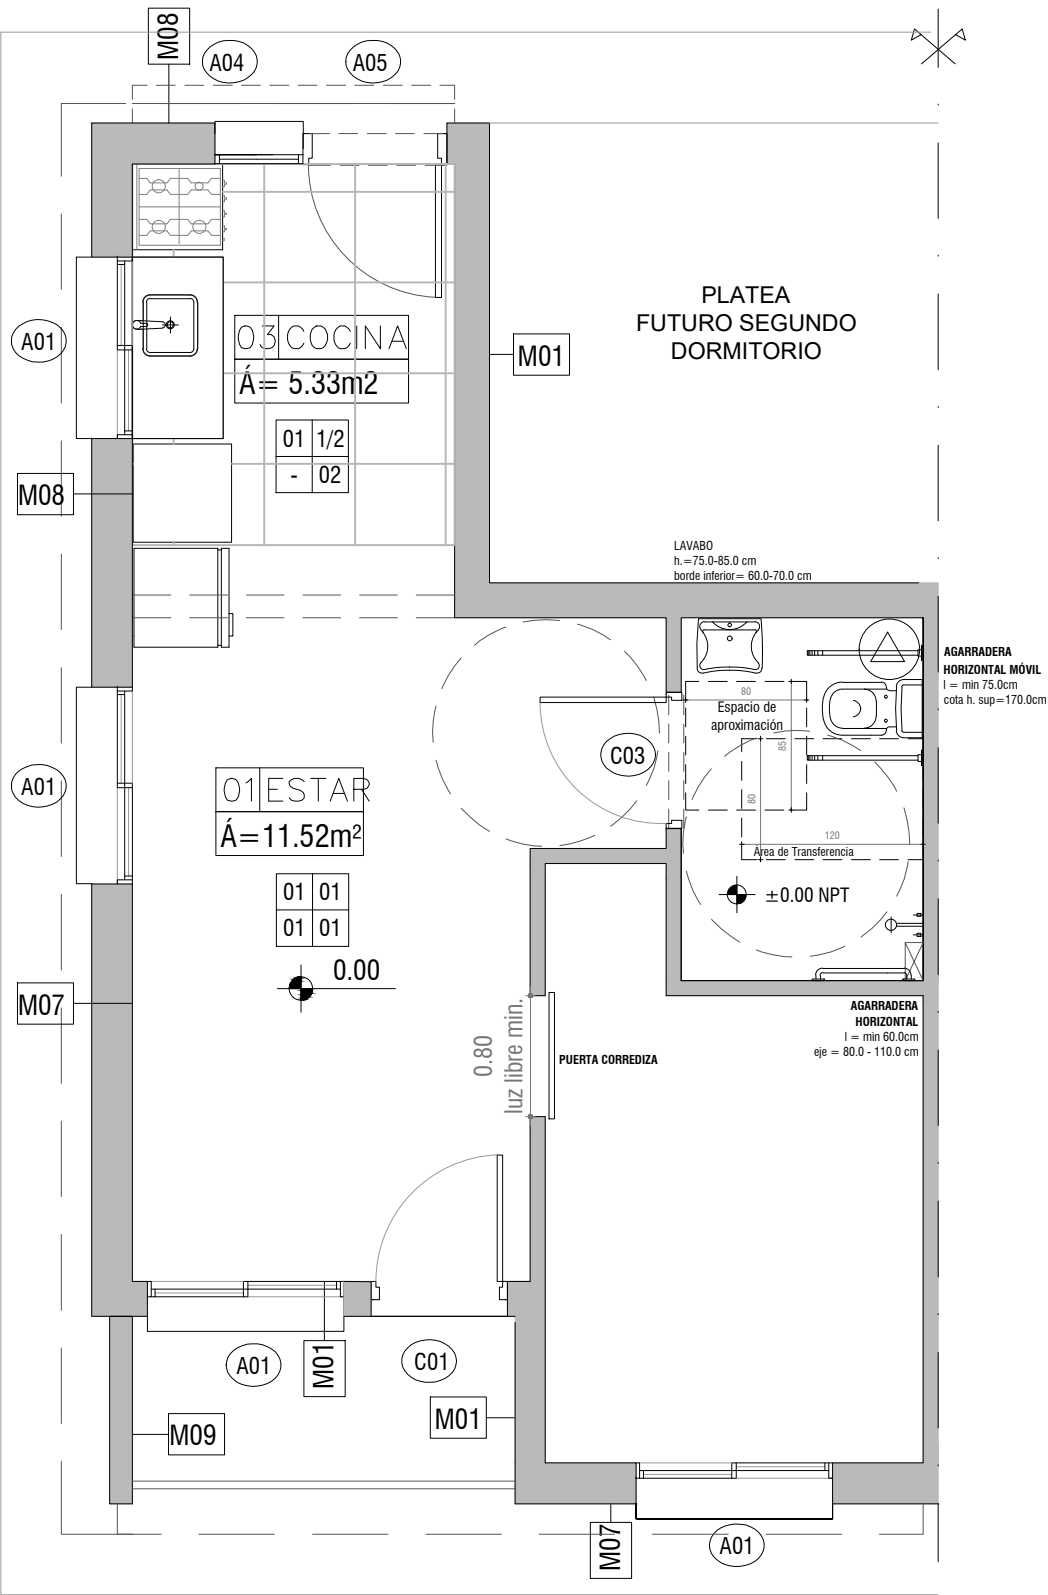 M08
A04
A05
PLATEA
FUTURO SEGUNDO
DORMITORIO
A01
03 COCINA
Á= 5.33m2
M01
01 1/2
- 02
M08
LAVABO
h.=75.0-85.0 cm
borde inferior= 60.0-70.0 cm
AGARRADERA
HORIZONTAL MÓVIL
l = min 75.0cm
cota h. sup=170.0cm
80
Espacio de
aproximación
85
C03
A01
01 ESTAR
Á=11.52m²
80
120
Área de Transferencia
01 01
01 01
±0.00 NPT
0.00
M07
AGARRADERA
HORIZONTAL
l = min 60.0cm
eje = 80.0 - 110.0 cm
0.80
luz libre min.
PUERTA CORREDIZA
A01
M01
C01
M01
M09
M07
A01